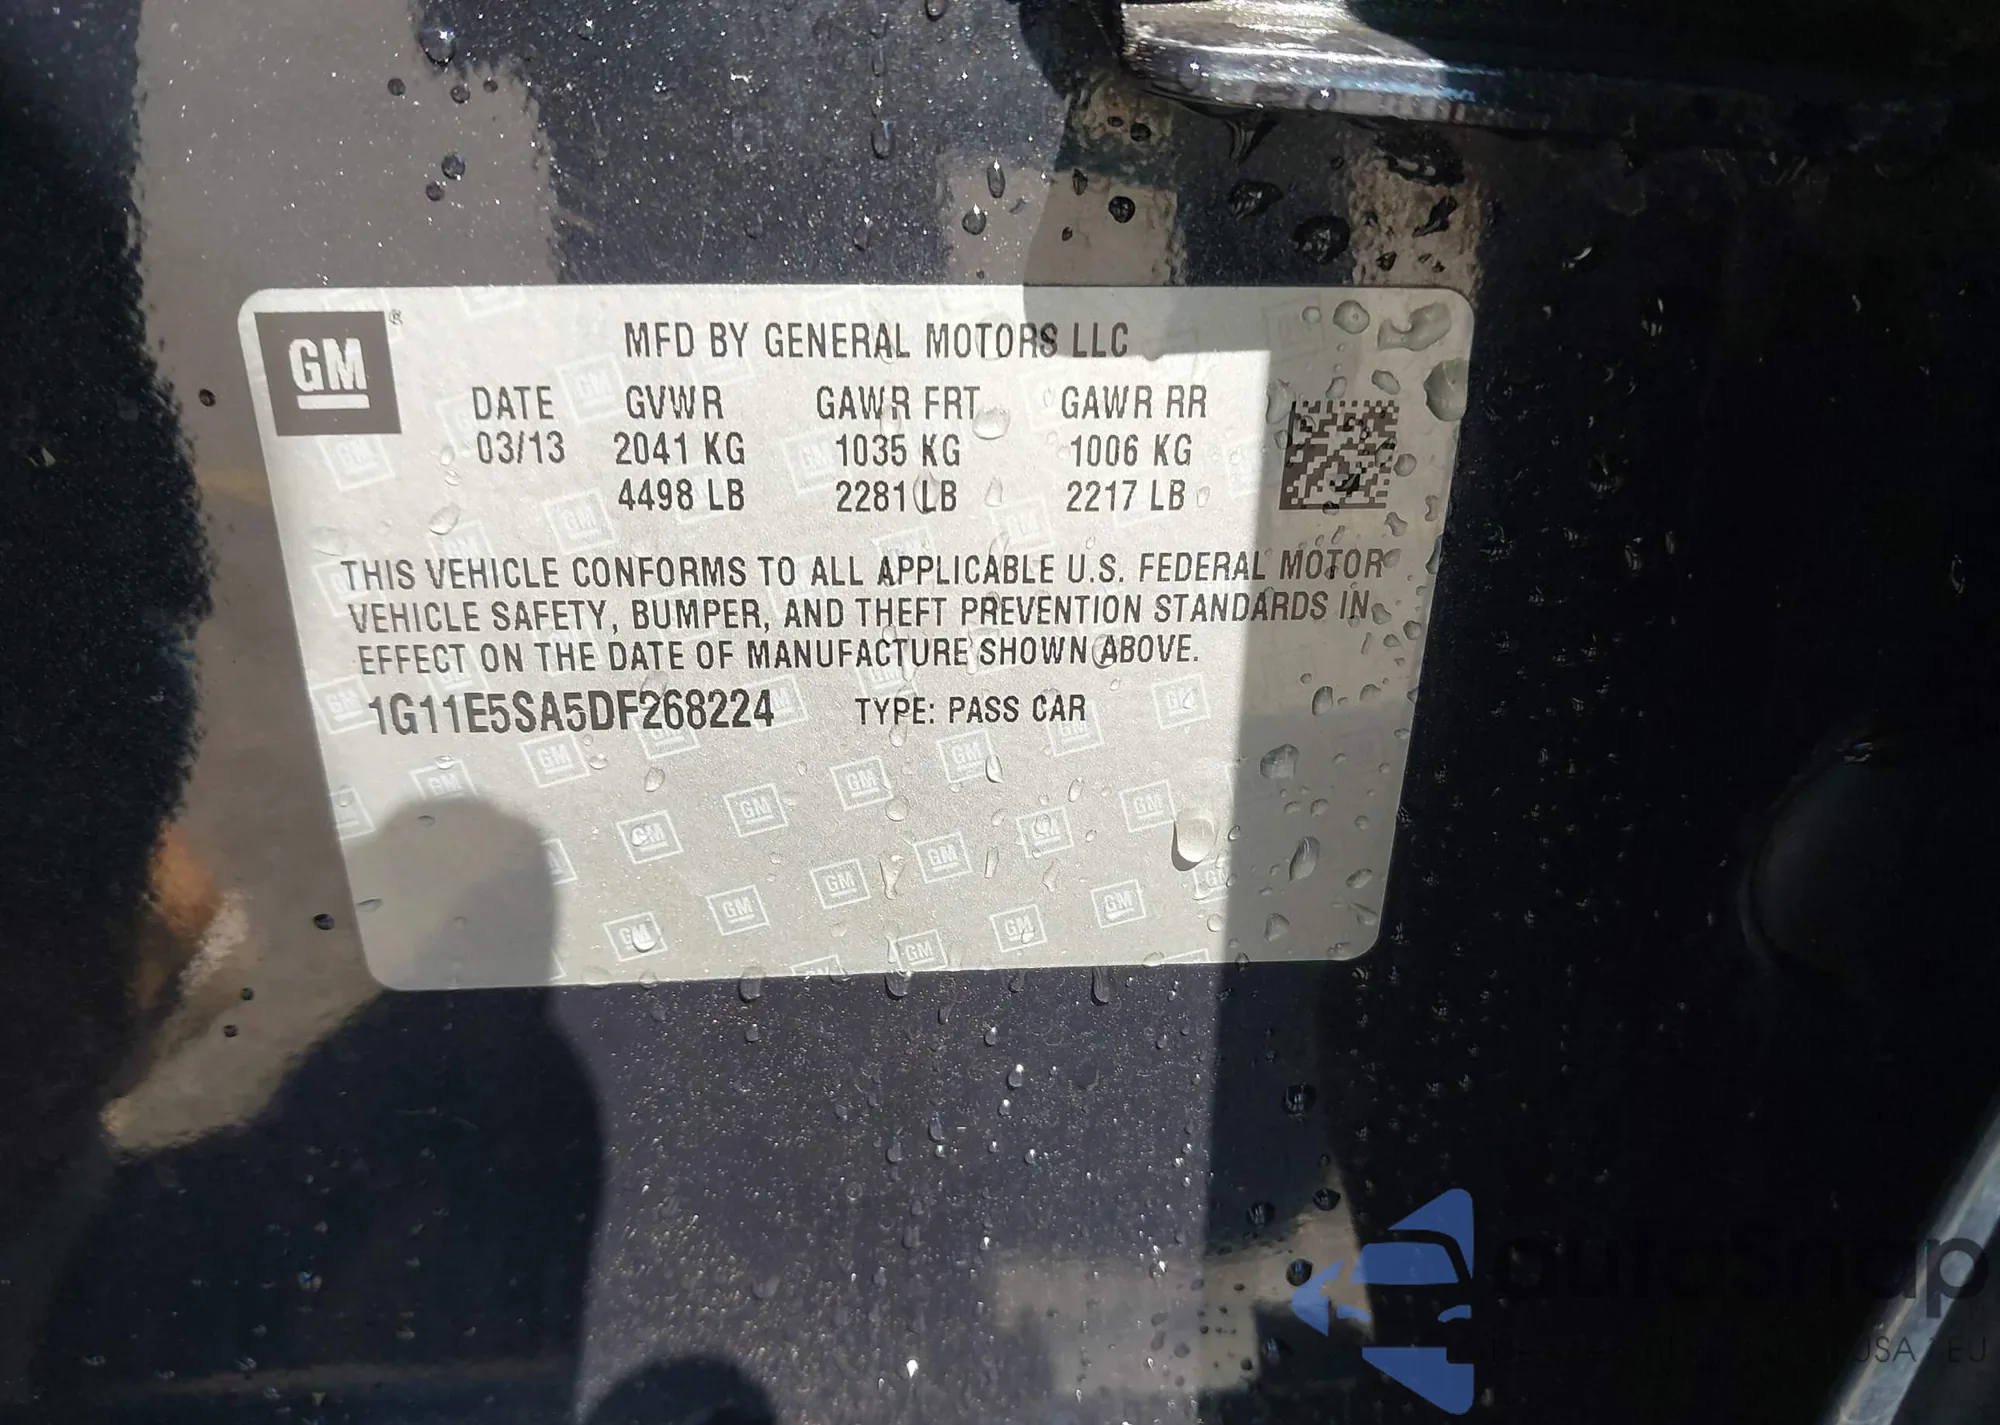 GM ®
MFD BY GENERAL MOTORS LLC
DATE GVWR GAWR FRT GAWR RR
03/13 2041 KG 1035 KG 1006 KG
4498 LB 2281 LB 2217 LB
THIS VEHICLE CONFORMS TO ALL APPLICABLE U.S. FEDERAL MOTOR
VEHICLE SAFETY, BUMPER, AND THEFT PREVENTION STANDARDS IN
EFFECT ON THE DATE OF MANUFACTURE SHOWN ABOVE.
1G11E5SA5DF268224 TYPE: PASS CAR
USA EU